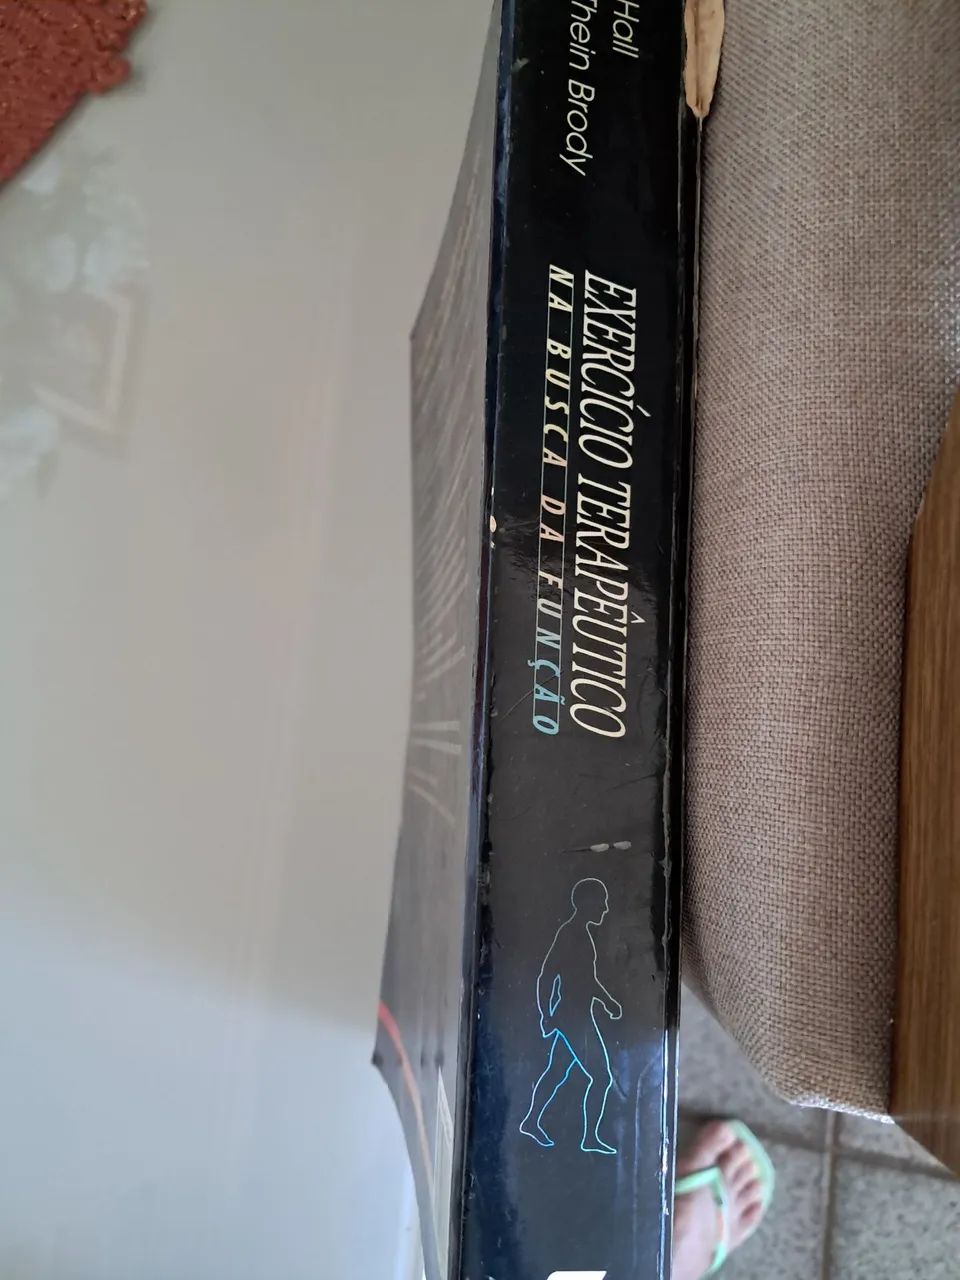 Hall
Thein Brody
EXERCÍCIO TERAPÊUTICO
NA BUSCA DA FUNÇÃO